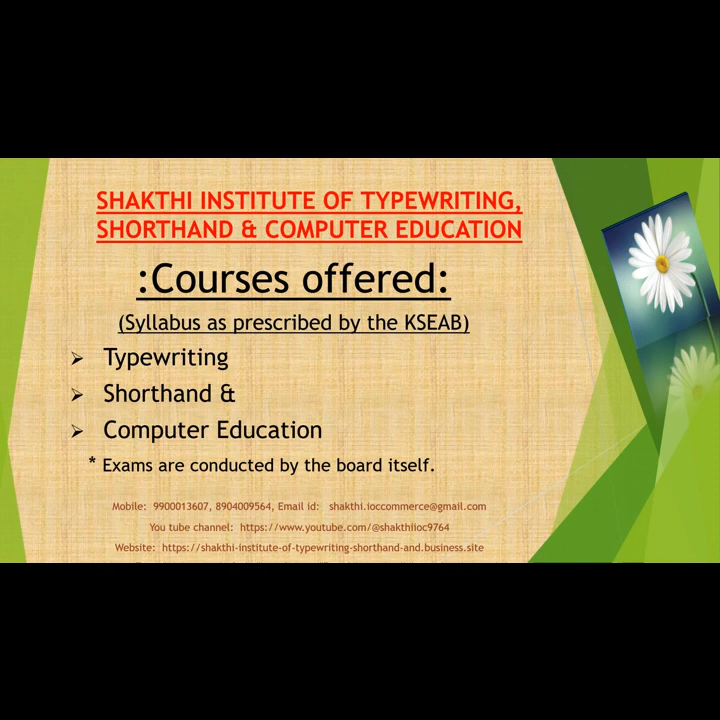 SHAKTHI INSTITUTE OF TYPEWRITING,
SHORTHAND & COMPUTER EDUCATION
:Courses offered:
(Syllabus as prescribed by the KSEAB)
➢ Typewriting
➢ Shorthand &
➢ Computer Education
* Exams are conducted by the board itself.
Mobile: 9900013607, 8904009564, Email id: shakthi.ioccommerce@gmail.com
You tube channel: https://www.youtube.com/@shakthiioc9764
Website: https://shakthi-institute-of-typewriting-shorthand-and.business.site